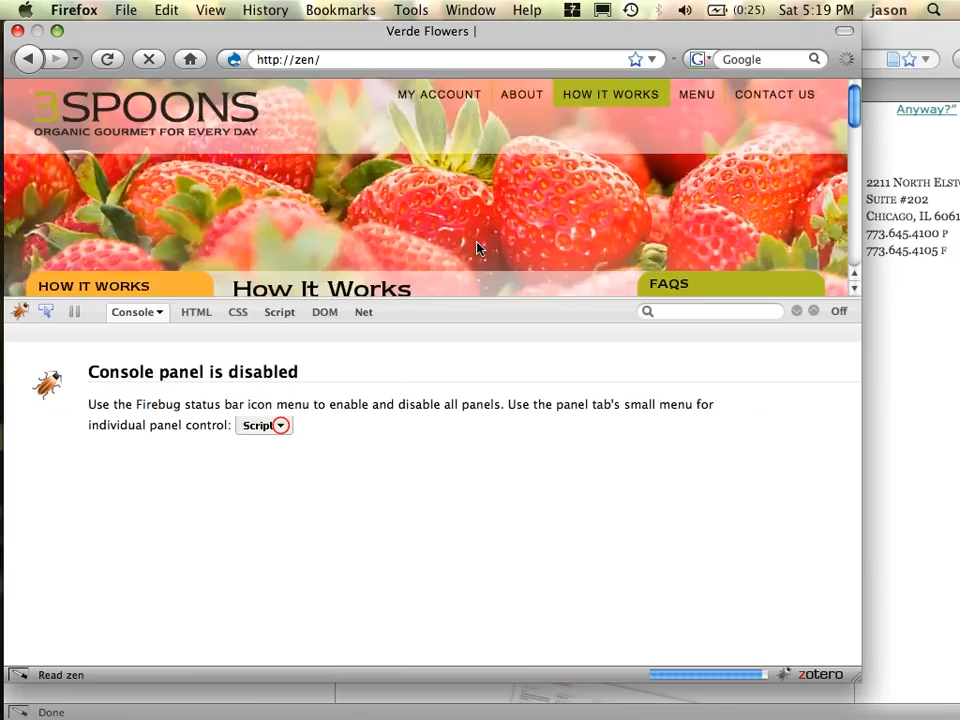 Firefox File Edit View History Bookmarks Tools Window Help (0:25) Sat 5:19 PM jason
Verde Flowers |
http://zen/
Google
Anyway?"
3SPOONS
ORGANIC GOURMET FOR EVERY DAY
MY ACCOUNT ABOUT HOW IT WORKS MENU CONTACT US
2211 North Elst
Suite #202
Chicago, IL 6061
773.645.4100 P
773.645.4105 F
HOW IT WORKS
How It Works
FAQS
Console HTML CSS Script DOM Net Off
Console panel is disabled
Use the Firebug status bar icon menu to enable and disable all panels. Use the panel tab's small menu for
individual panel control: Script
Read zen
zotero
Done